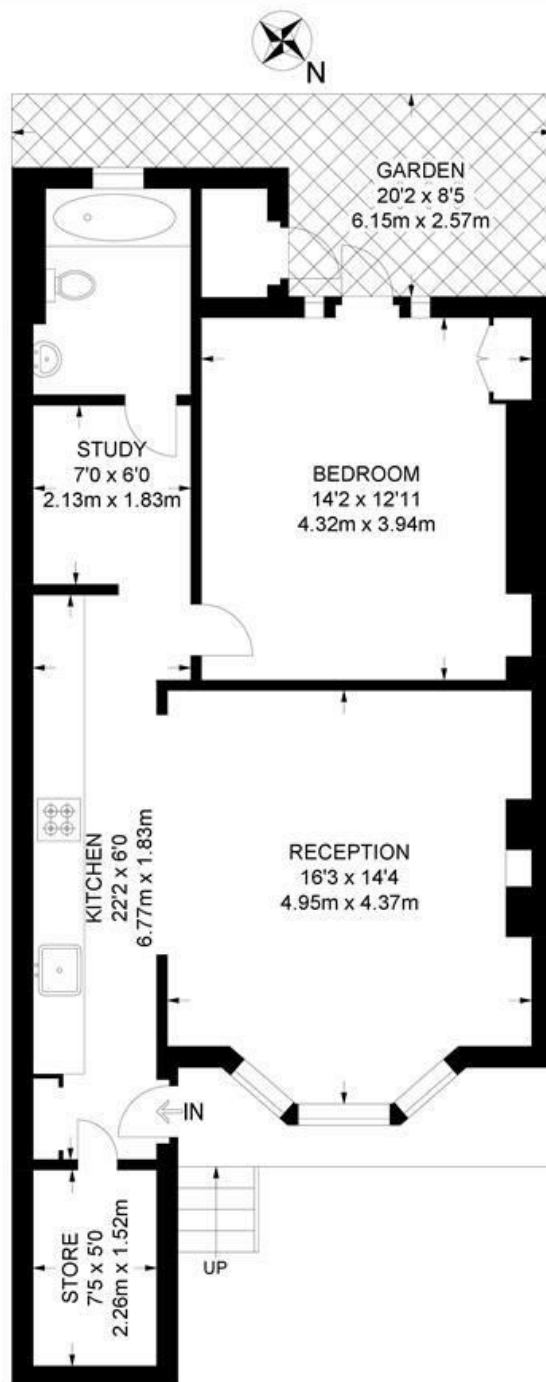 N
GARDEN
20'2 x 8'5
6.15m x 2.57m
STUDY
7'0 x 6'0
2.13m x 1.83m
BEDROOM
14'2 x 12'11
4.32m x 3.94m
KITCHEN
22'2 x 6'0
6.77m x 1.83m
RECEPTION
16'3 x 14'4
4.95m x 4.37m
IN
STORE
7'5 x 5'0
2.26m x 1.52m
UP